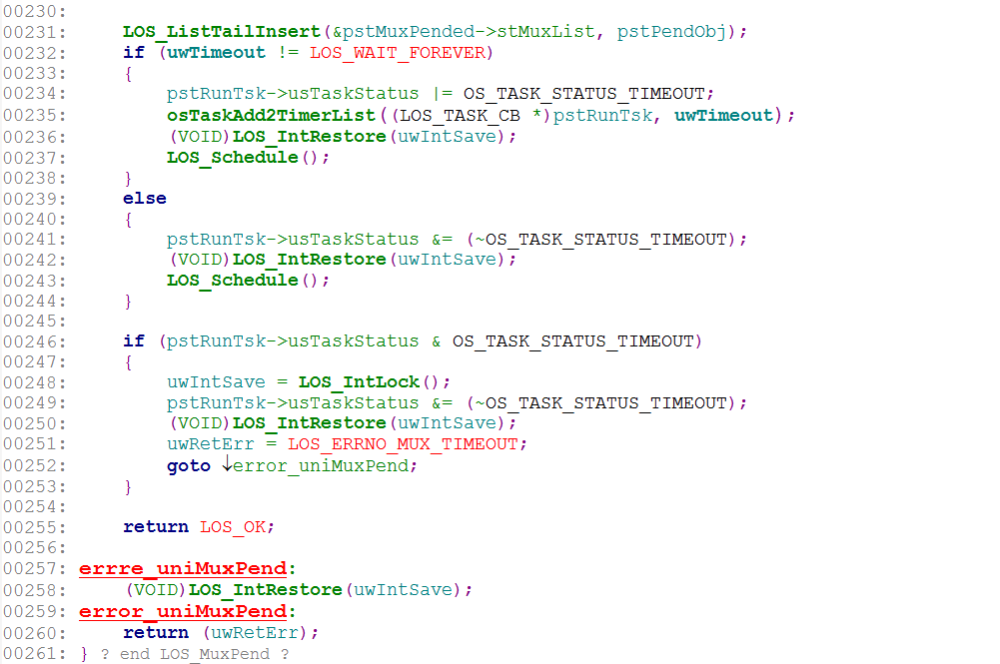 00230:
00231: LOS_ListTailInsert(&pstMuxPended->stMuxList, pstPendObj);
00232: if (uwTimeout != LOS_WAIT_FOREVER)
00233: {
00234: pstRunTsk->usTaskStatus |= OS_TASK_STATUS_TIMEOUT;
00235: osTaskAdd2TimerList((LOS_TASK_CB *)pstRunTsk, uwTimeout);
00236: (VOID)LOS_IntRestore(uwIntSave);
00237: LOS_Schedule();
00238: }
00239: else
00240: {
00241: pstRunTsk->usTaskStatus &= (~OS_TASK_STATUS_TIMEOUT);
00242: (VOID)LOS_IntRestore(uwIntSave);
00243: LOS_Schedule();
00244: }
00245:
00246: if (pstRunTsk->usTaskStatus & OS_TASK_STATUS_TIMEOUT)
00247: {
00248: uwIntSave = LOS_IntLock();
00249: pstRunTsk->usTaskStatus &= (~OS_TASK_STATUS_TIMEOUT);
00250: (VOID)LOS_IntRestore(uwIntSave);
00251: uwRetErr = LOS_ERRNO_MUX_TIMEOUT;
00252: goto ↓error_uniMuxPend;
00253: }
00254:
00255: return LOS_OK;
00256:
00257: errre_uniMuxPend:
00258: (VOID)LOS_IntRestore(uwIntSave);
00259: error_uniMuxPend:
00260: return (uwRetErr);
00261: } ? end LOS_MuxPend ?